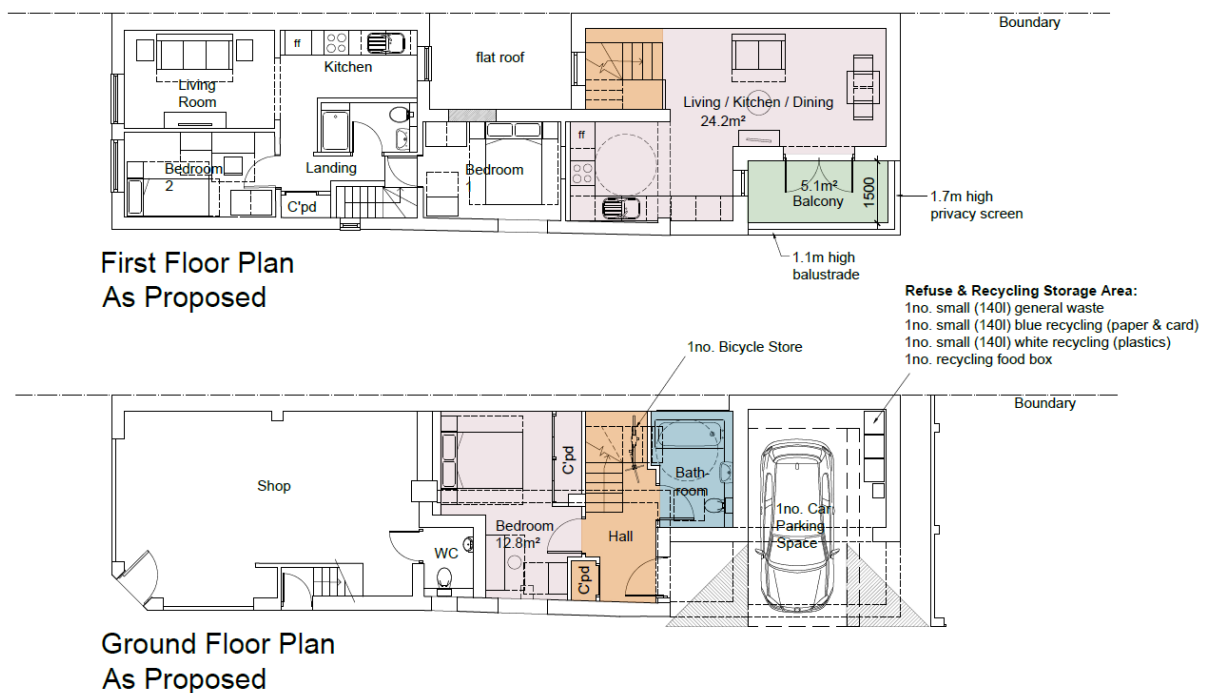 Boundary
ff
Kitchen
flat roof
Living
Room
Living / Kitchen / Dining
24.2m²
ff
Bedroom
2
Landing
Bedroom
1
C'pd
5.1m²
Balcony
1500
1.7m high
privacy screen
1.1m high
balustrade
First Floor Plan
As Proposed
Refuse & Recycling Storage Area:
1no. small (140l) general waste
1no. small (140l) blue recycling (paper & card)
1no. small (140l) white recycling (plastics)
1no. recycling food box
1no. Bicycle Store
Boundary
Shop
C'pd
Bath-
room
1no. Car
Parking
Space
Bedroom
12.8m²
Hall
WC
C'pd
Ground Floor Plan
As Proposed